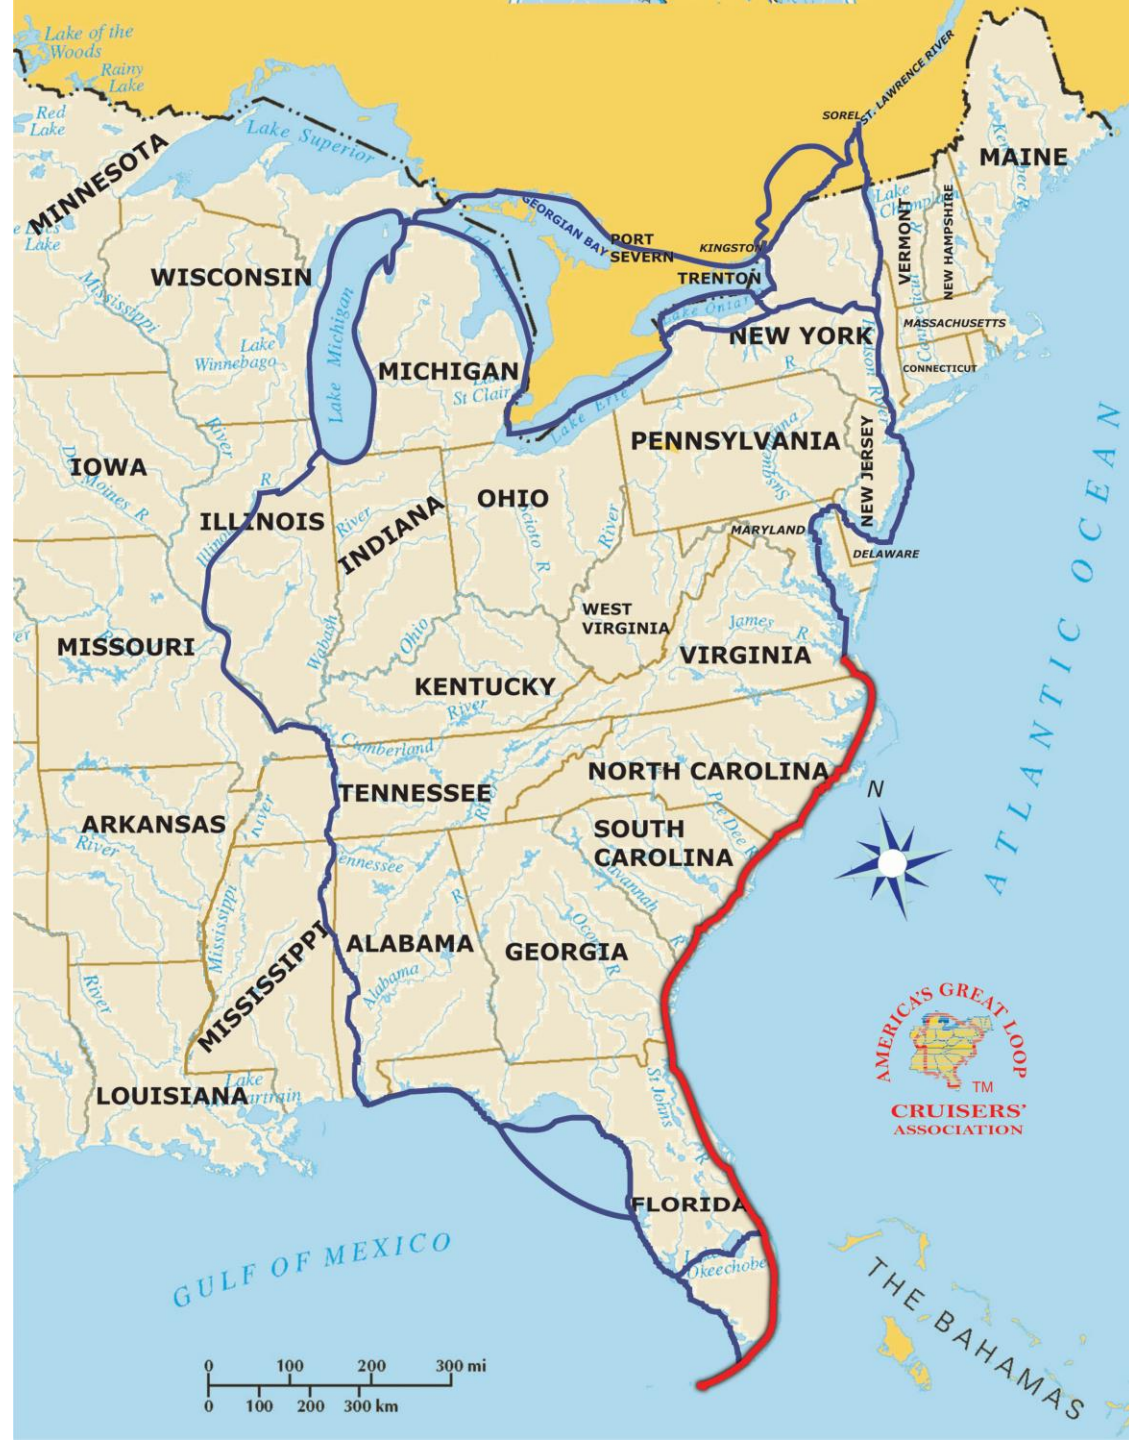 Lake of the
Woods
Rainy
Lake
Red
Lake
MINNESOTA
Lake Superior
SOREL
ST. LAWRENCE RIVER
MAINE
Lake
Champlain
VERMONT
NEW HAMPSHIRE
GEORGIAN BAY
PORT
SEVERN
KINGSTON
TRENTON
WISCONSIN
Mississippi
Lake
Winnebago
Lake Michigan
MICHIGAN
St Clair
Lake Ontar
NEW YORK
R
Hudson River
MASSACHUSETTS
CONNECTICUT
Lake Erie
IOWA
Des Moines R
River
R
ILLINOIS
River
INDIANA
OHIO
Scioto R
River
PENNSYLVANIA
Susquehanna
NEW JERSEY
MARYLAND
DELAWARE
ATLANTIC OCEAN
MISSOURI
Wabash
Ohio
WEST
VIRGINIA
James R
VIRGINIA
KENTUCKY
River
Cumberland
TENNESSEE
River
NORTH CAROLINA
N
ARKANSAS
River
River
Pee Dee R
SOUTH
CAROLINA
Savannah
R
ennessee
R
Mississippi
MISSISSIPPI
ALABAMA
Alabama
GEORGIA
Oconee R
River
LOUISIANA
Lake
artrain
St Johns
R
AMERICA'S GREAT LOOP
TM
CRUISERS'
ASSOCIATION
FLORIDA
Okeechobe
GULF OF MEXICO
THE BAHAMAS
0 100 200 300 mi
0 100 200 300 km